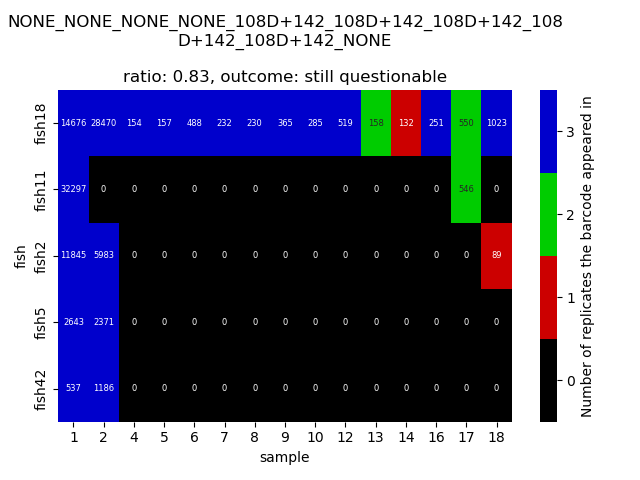 NONE_NONE_NONE_NONE_108D+142_108D+142_108D+142_108
D+142_108D+142_NONE
ratio: 0.83, outcome: still questionable
fish18 14676 28470 154 157 488 232 230 365 285 519 158 132 251 550 1023
fish11 32297 0 0 0 0 0 0 0 0 0 0 0 0 546 0
fish2 11845 5983 0 0 0 0 0 0 0 0 0 0 0 0 89
fish5 2643 2371 0 0 0 0 0 0 0 0 0 0 0 0 0
fish42 537 1186 0 0 0 0 0 0 0 0 0 0 0 0 0
1 2 4 5 6 7 8 9 10 12 13 14 16 17 18
sample
fish
3
2
1
0
Number of replicates the barcode appeared in